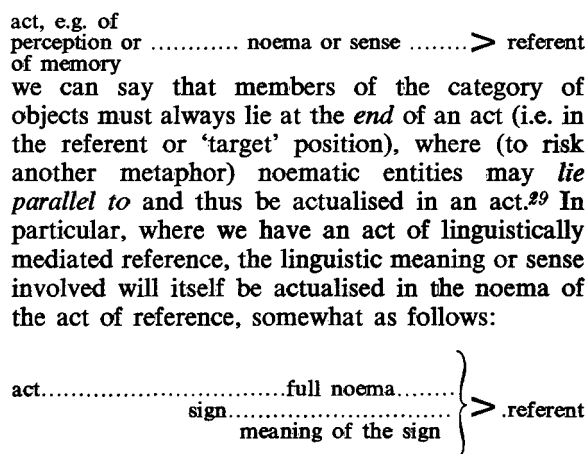 act, e.g. of
perception or ............ noema or sense ........> referent
of memory
we can say that members of the category of
objects must always lie at the end of an act (i.e. in
the referent or ‘target’ position), where (to risk
another metaphor) noematic entities may lie
parallel to and thus be actualised in an act.29 In
particular, where we have an act of linguistically
mediated reference, the linguistic meaning or sense
involved will itself be actualised in the noema of
the act of reference, somewhat as follows:
act............................full noema.......
sign............................ } > .referent
meaning of the sign